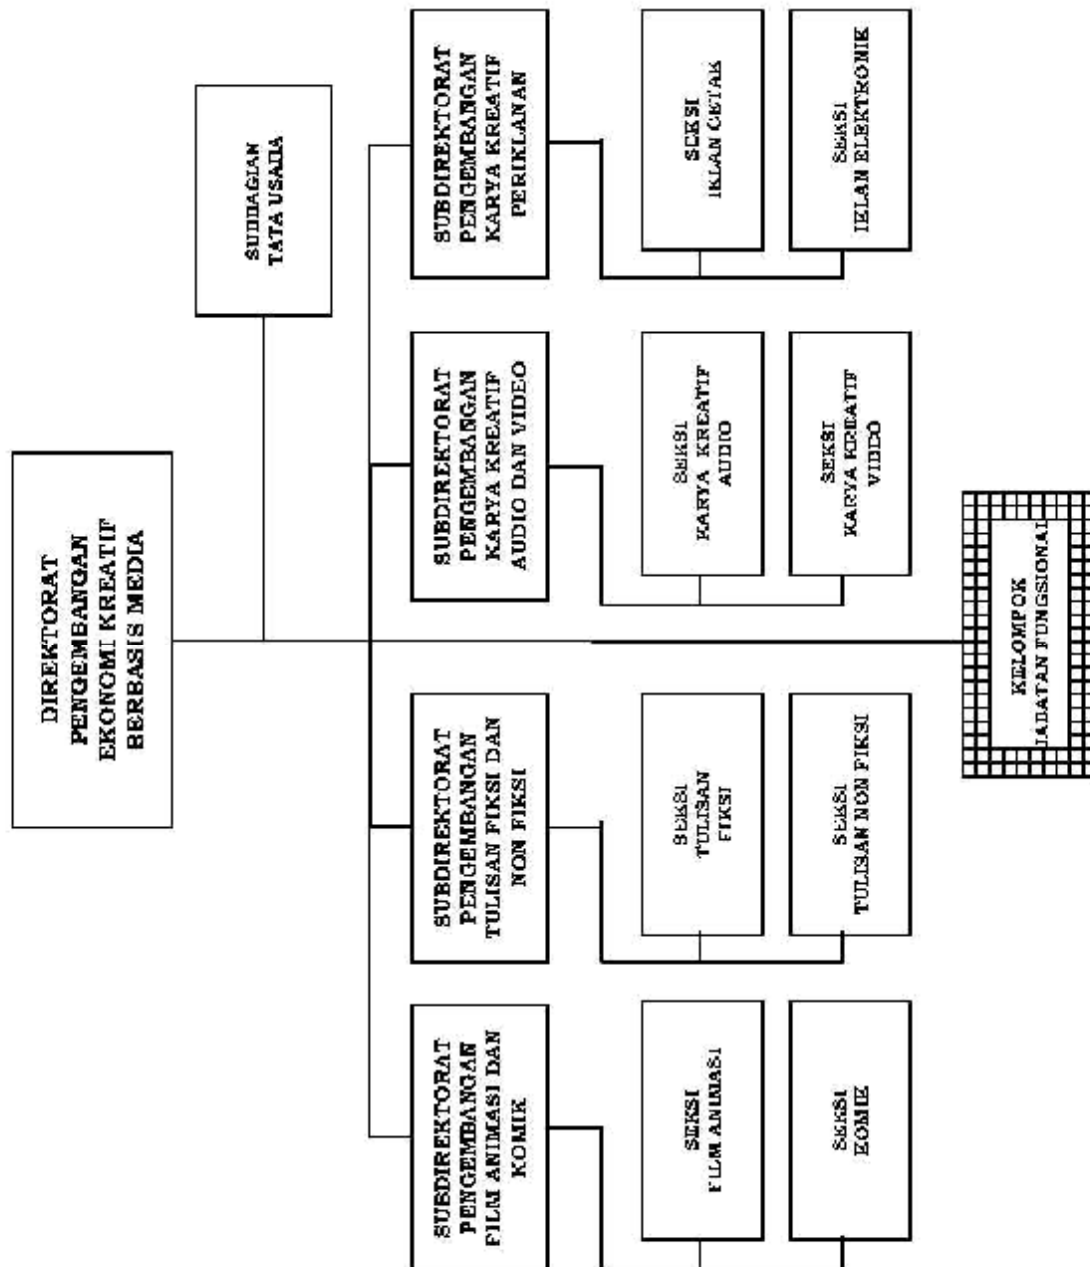 DIREKTORAT
PENGEMBANGAN
EKONOMI KREATIF
BERBASIS MEDIA
SUBBAGIAN
TATA USAHA
SUBDIREKTORAT
PENGEMBANGAN
FILM ANIMASI DAN
KOMIK
SUBDIREKTORAT
PENGEMBANGAN
TULISAN FIKSI DAN
NON FIKSI
SUBDIREKTORAT
PENGEMBANGAN
KARYA KREATIF
AUDIO DAN VIDEO
SUBDIREKTORAT
PENGEMBANGAN
KARYA KREATIF
PERIKLANAN
SEKSI
FILM ANIMASI
SEKSI
TULISAN
FIKSI
SEKSI
KARYA KREATIF
AUDIO
SEKSI
IKLAN CETAK
SEKSI
KOMIK
SEKSI
TULISAN NON FIKSI
SEKSI
KARYA KREATIF
VIDEO
SEKSI
IKLAN ELEKTRONIK
KELOMPOK
JABATAN FUNGSIONAL